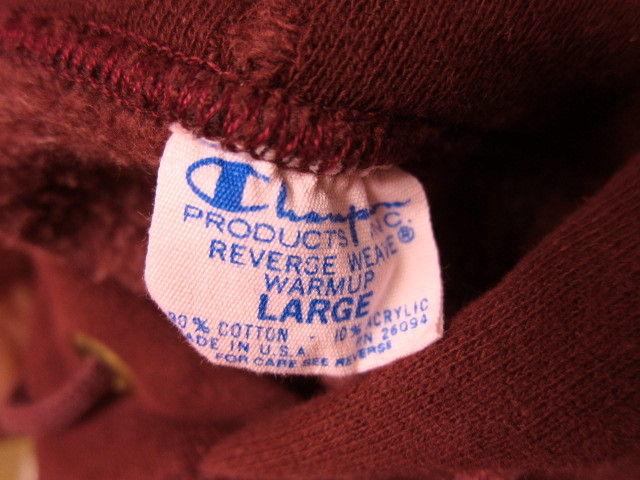 Champion
PRODUCTS INC.
REVERSE WEAVE®
WARMUP
LARGE
90% COTTON - 10% ACRYLIC
MADE IN U.S.A. RN 26094
FOR CARE SEE REVERSE